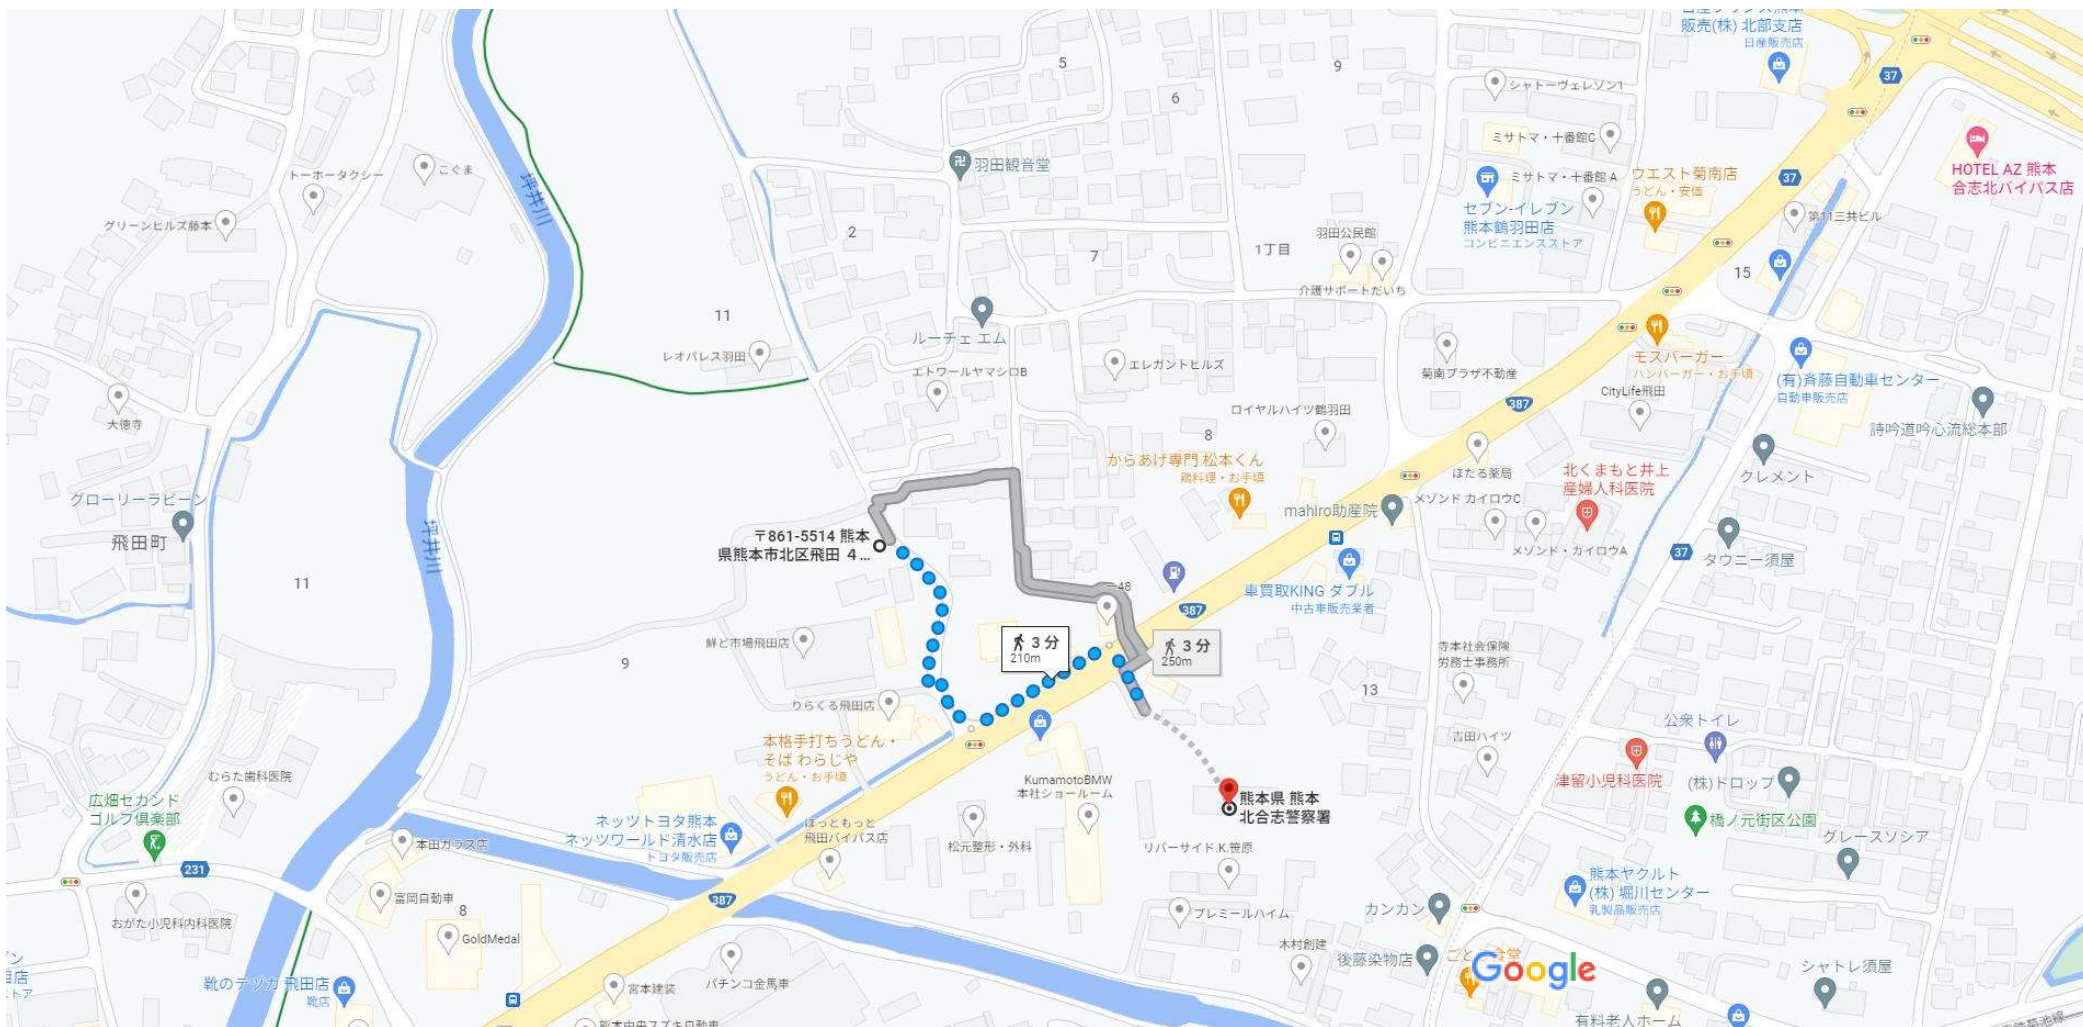 販売(株) 北部支店
日産販売店
37
5
9
6
シャトーヴェレゾン1
ミサトマ・十番館C
ミサトマ・十番館 A
HOTEL AZ 熊本
合志北バイパス店
トーホータクシー
こぐま
坪井川
羽田観音堂
37
ウエスト菊南店
うどん・安価
セブン-イレブン
熊本鶴羽田店
コンビニエンスストア
第11三共ビル
グリーンヒルズ藤本
2
7
1丁目
羽田公民館
介護サポートだいち
15
11
レオパレス羽田
ルーチェ エム
エトワールヤマシロB
エレガントヒルズ
菊南プラザ不動産
モスバーガー
ハンバーガー・お手頃
CityLife飛田
(有)斉藤自動車センター
自動車販売店
大徳寺
ロイヤルハイツ鶴羽田
387
詩吟道吟心流総本部
8
からあげ専門 松本くん
鶏料理・お手頃
ほたる薬局
北くまもと井上
産婦人科医院
クレメント
グローリーラビーン
飛田町
坪井川
mahiro助産院
メゾンド カイロウC
メゾンド・カイロウA
37
タウニー須屋
〒861-5514 熊本
県熊本市北区飛田 4...
11
48
387
車買取KING ダブル
中古車販売業者
鮮ど市場飛田店
9
3 分
210m
3 分
250m
寺本社会保険
労務士事務所
13
りらくる飛田店
公衆トイレ
本格手打ちうどん・
そば わらじや
うどん・お手頃
吉田ハイツ
津留小児科医院
(株)ドロップ
むらた歯科医院
KumamotoBMW
本社ショールーム
熊本県 熊本
北合志警察署
広畑セカンド
ゴルフ倶楽部
橋ノ元街区公園
グレースソシア
ネッツトヨタ熊本
ネッツワールド清水店
トヨタ販売店
ほっともっと
飛田バイパス店
松元整形・外科
リバーサイド.K.笹原
本田ガラス店
231
熊本ヤクルト
(株) 堀川センター
乳製品販売店
富岡自動車
387
8
おがた小児科内科医院
プレミールハイム
カンカン
GoldMedal
木村創建
後藤染物店
Google
シャトレ須屋
靴のテヅカ 飛田店
靴店
宮本建装
パチンコ金馬車
有料老人ホーム